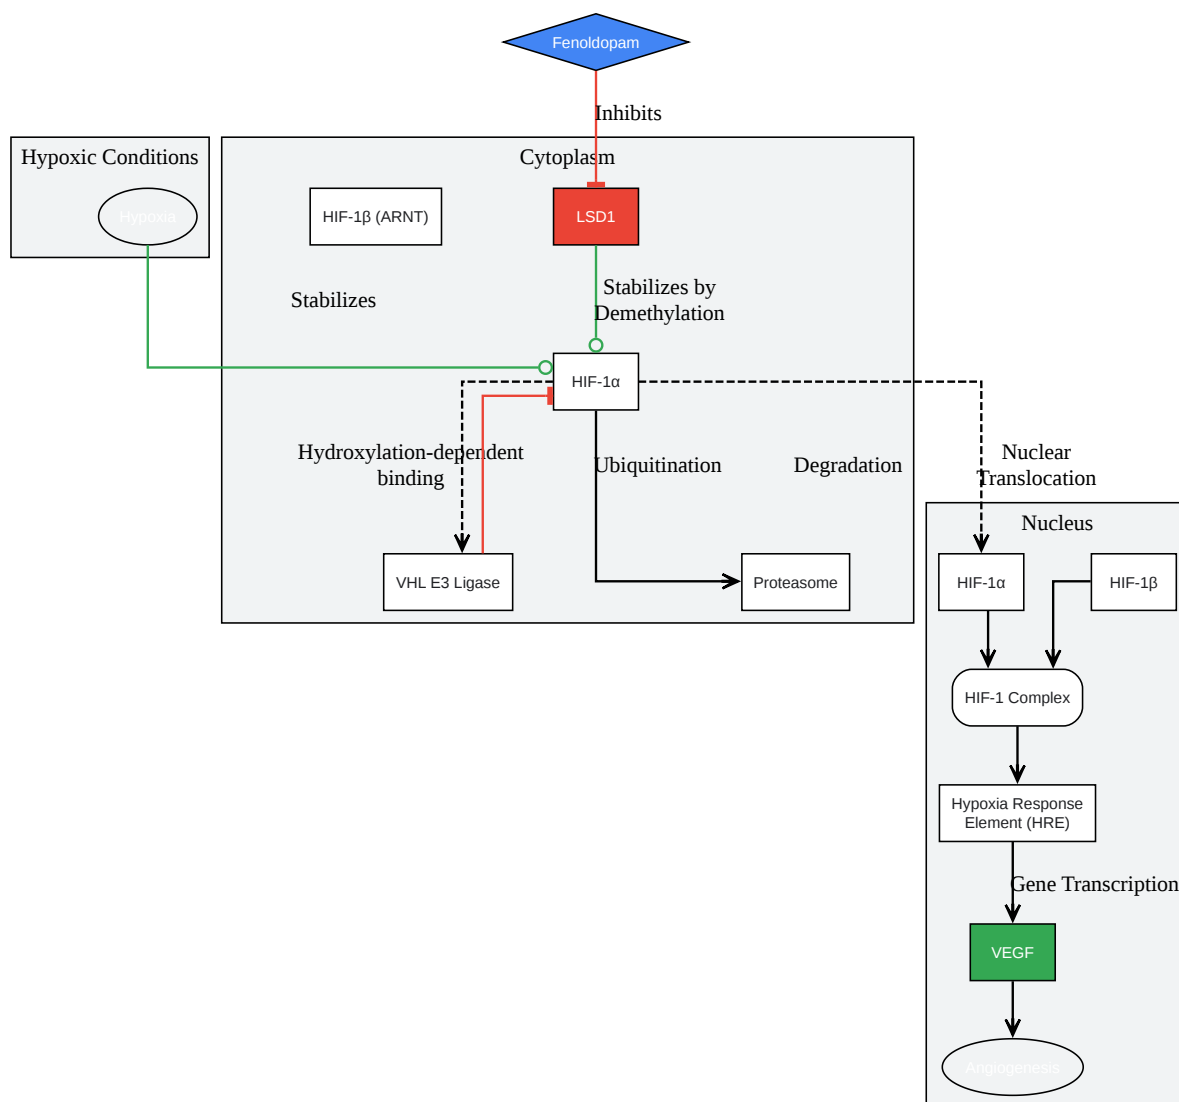 Fenoldopam
Inhibits
Hypoxic Conditions
Cytoplasm
Hypoxia
HIF-1β (ARNT)
LSD1
Stabilizes
Stabilizes by
Demethylation
HIF-1α
Hydroxylation-dependent
binding
Ubiquitination
Degradation
Nuclear
Translocation
Nucleus
VHL E3 Ligase
Proteasome
HIF-1α
HIF-1β
HIF-1 Complex
Hypoxia Response
Element (HRE)
Gene Transcription
VEGF
Angiogenesis